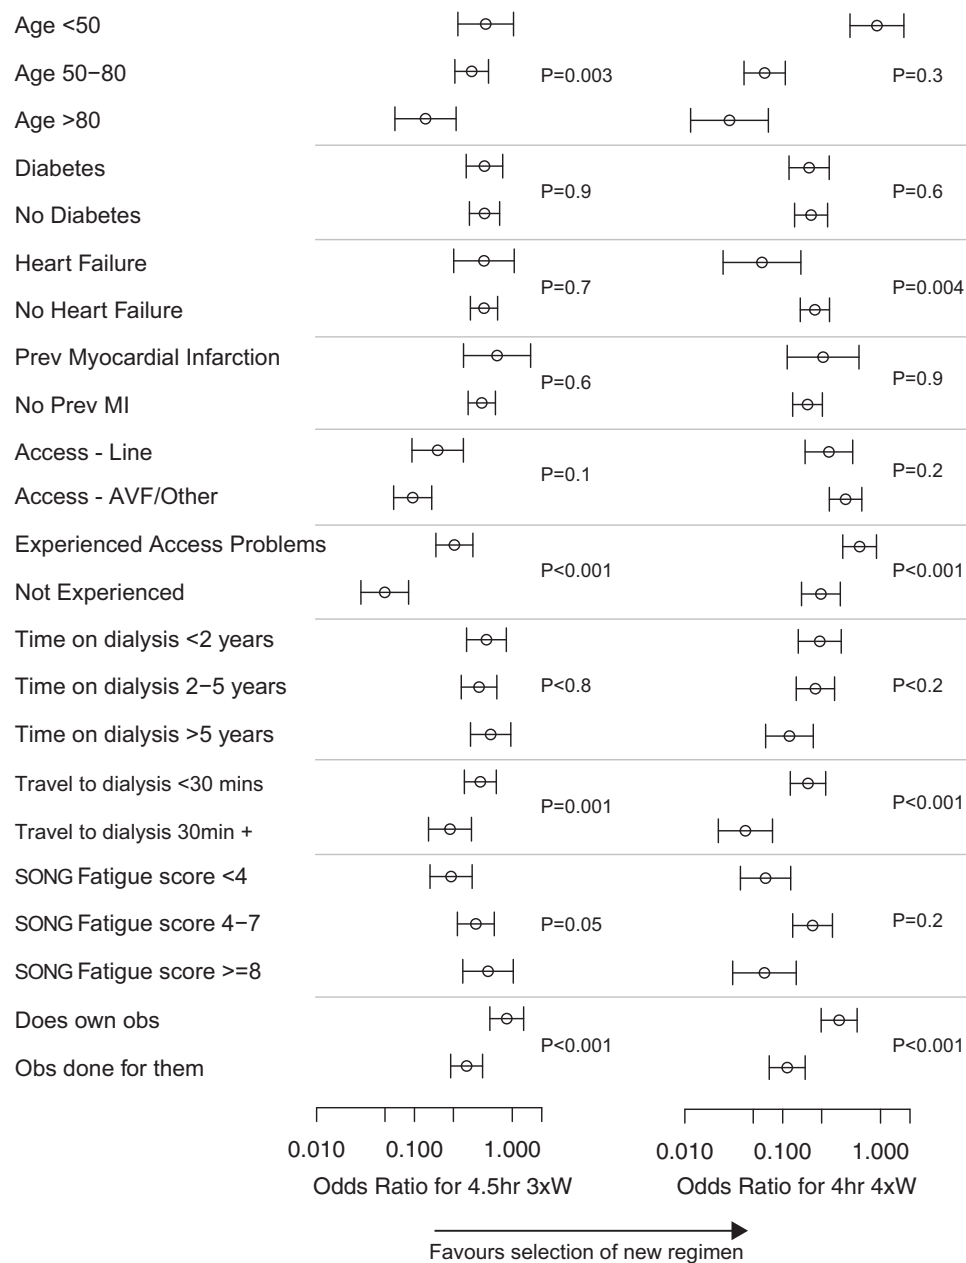 Age <50
Age 50−80 P=0.003 P=0.3
Age >80
Diabetes
P=0.9 P=0.6
No Diabetes
Heart Failure
P=0.7 P=0.004
No Heart Failure
Prev Myocardial Infarction
P=0.6 P=0.9
No Prev MI
Access - Line
P=0.1 P=0.2
Access - AVF/Other
Experienced Access Problems
P<0.001 P<0.001
Not Experienced
Time on dialysis <2 years
Time on dialysis 2−5 years P<0.8 P<0.2
Time on dialysis >5 years
Travel to dialysis <30 mins
P=0.001 P<0.001
Travel to dialysis 30min +
SONG Fatigue score <4
SONG Fatigue score 4−7 P=0.05 P=0.2
SONG Fatigue score >=8
Does own obs
P<0.001 P<0.001
Obs done for them
0.010 0.100 1.000 0.010 0.100 1.000
Odds Ratio for 4.5hr 3xW Odds Ratio for 4hr 4xW
Favours selection of new regimen